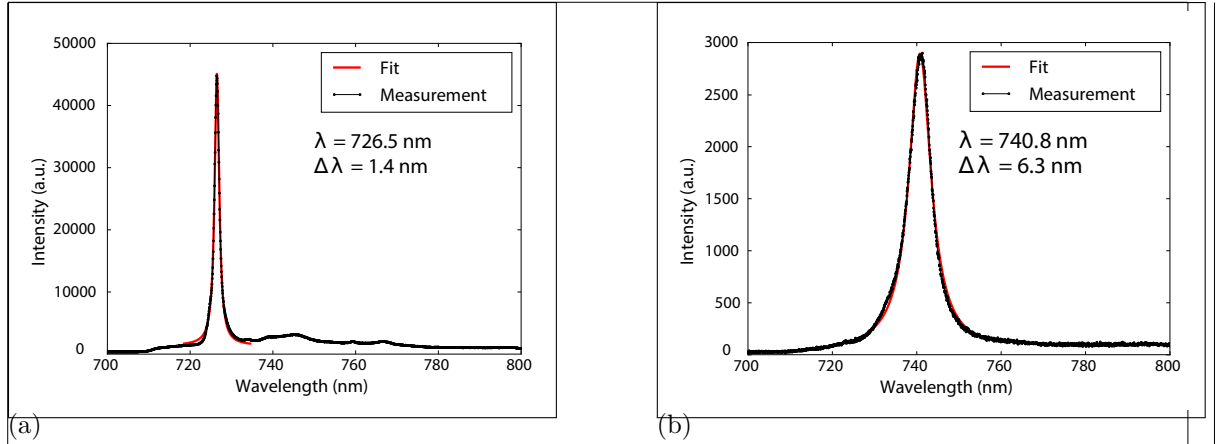 50000
40000
30000
20000
10000
0
Intensity (a.u.)
Fit
Measurement
λ = 726.5 nm
Δλ = 1.4 nm
700 720 740 760 780 800
Wavelength (nm)
(a)
3000
2500
2000
1500
1000
500
0
Intensity (a.u.)
Fit
Measurement
λ = 740.8 nm
Δλ = 6.3 nm
700 720 740 760 780 800
Wavelength (nm)
(b)